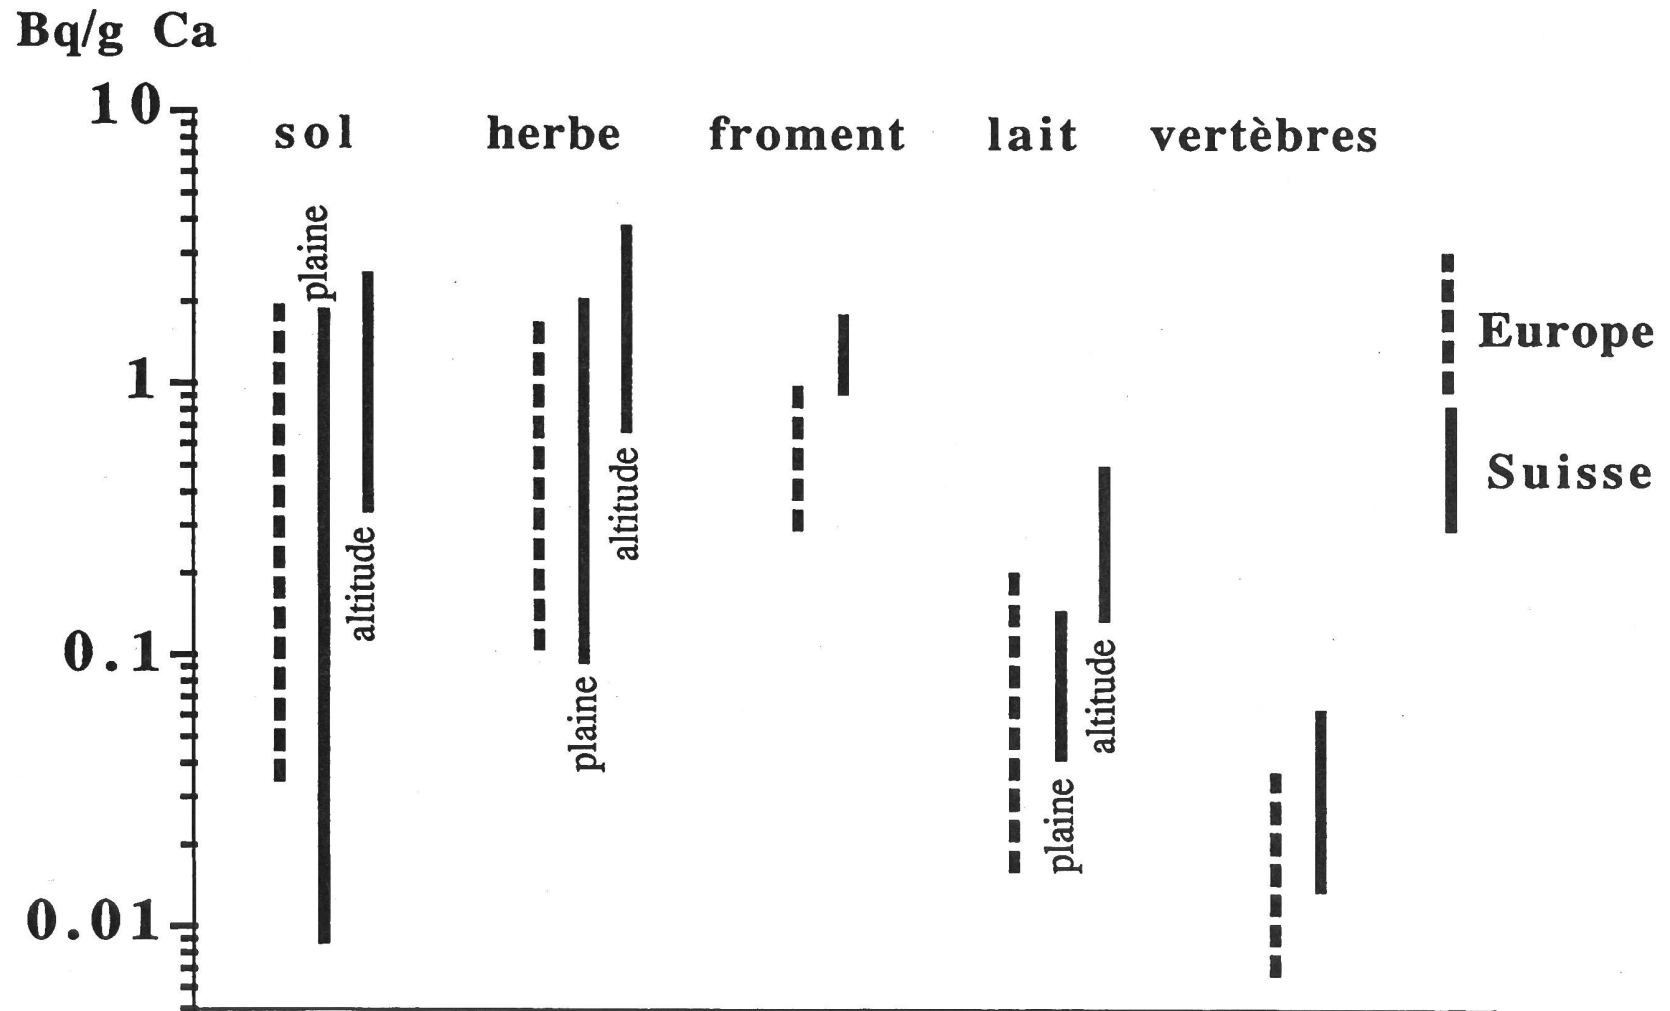 Bq/g Ca
10
sol herbe froment lait vertèbres
plaine
Europe
1
Suisse
altitude
altitude
0.1
altitude
plaine
plaine
0.01